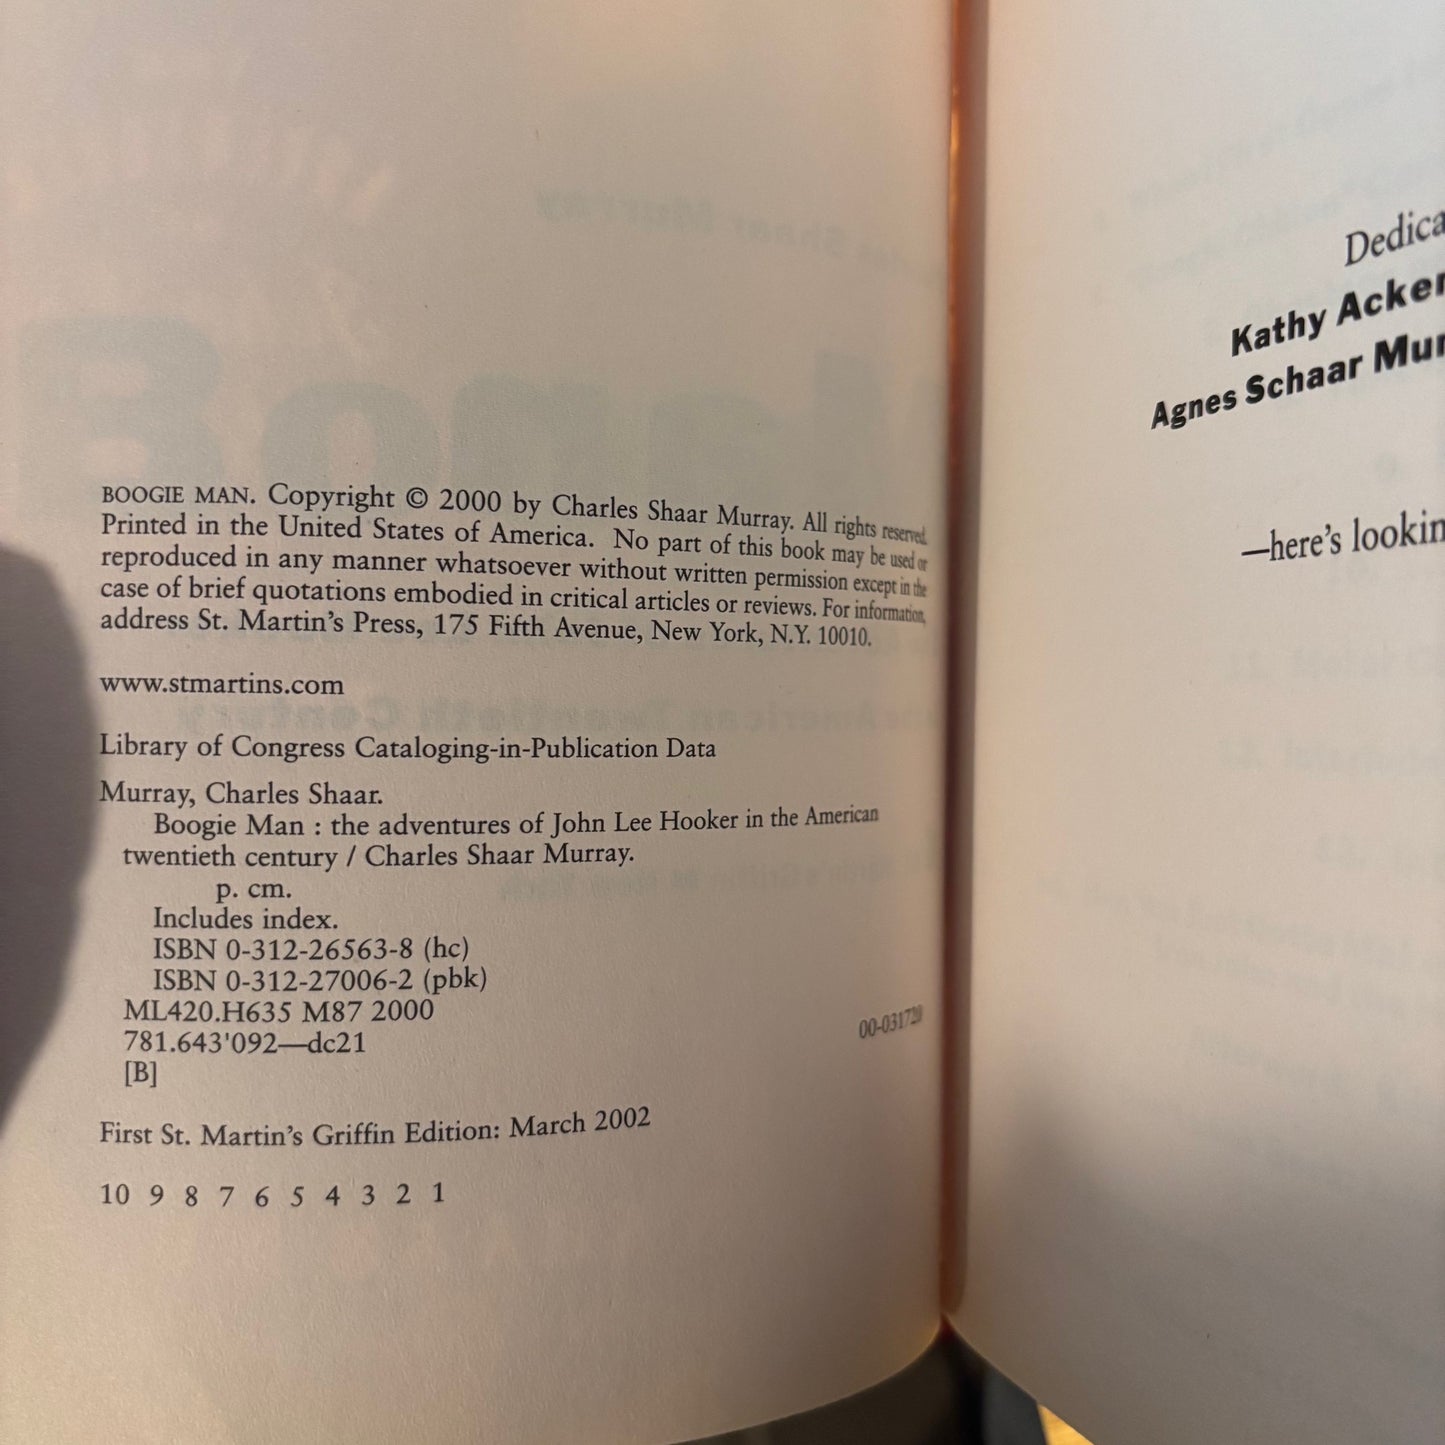 BOOGIE MAN. Copyright © 2000 by Charles Shaar Murray. All rights reserved.
Printed in the United States of America. No part of this book may be used or
reproduced in any manner whatsoever without written permission except in the
case of brief quotations embodied in critical articles or reviews. For information,
address St. Martin's Press, 175 Fifth Avenue, New York, N.Y. 10010.
www.stmartins.com
Library of Congress Cataloging-in-Publication Data
Murray, Charles Shaar.
Boogie Man : the adventures of John Lee Hooker in the American
twentieth century / Charles Shaar Murray.
p. cm.
Includes index.
ISBN 0-312-26563-8 (hc)
ISBN 0-312-27006-2 (pbk)
ML420.H635 M87 2000
781.643'092—dc21
00-031720
[B]
First St. Martin's Griffin Edition: March 2002
10 9 8 7 6 5 4 3 2 1
Dedica
Kathy Acker
Agnes Schaar Mur
—here's lookin